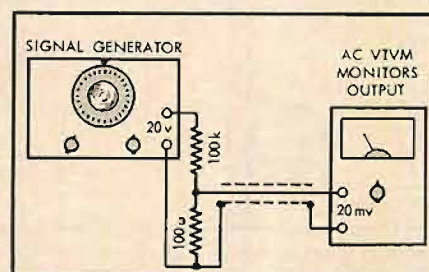 SIGNAL GENERATOR
AC VTVM
MONITORS
OUTPUT
20 v
100 k
100 Ω
20 mv